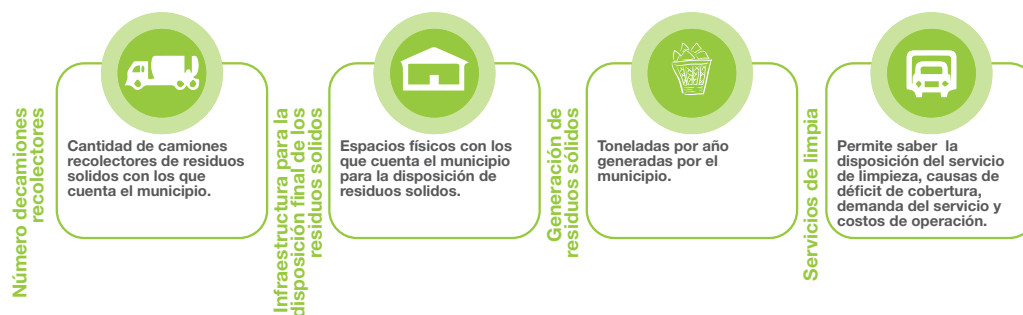 Número decamiones
recolectores
Cantidad de camiones
recolectores de residuos
solidos con los que
cuenta el municipio.
Infraestructura para la
disposición final de los
residuos solidos
Espacios físicos con los
que cuenta el municipio
para la disposición de
residuos solidos.
Generación de
residuos sólidos
Toneladas por año
generadas por el
municipio.
Servicios de limpia
Permite saber la
disposición del servicio
de limpieza, causas de
déficit de cobertura,
demanda del servicio y
costos de operación.